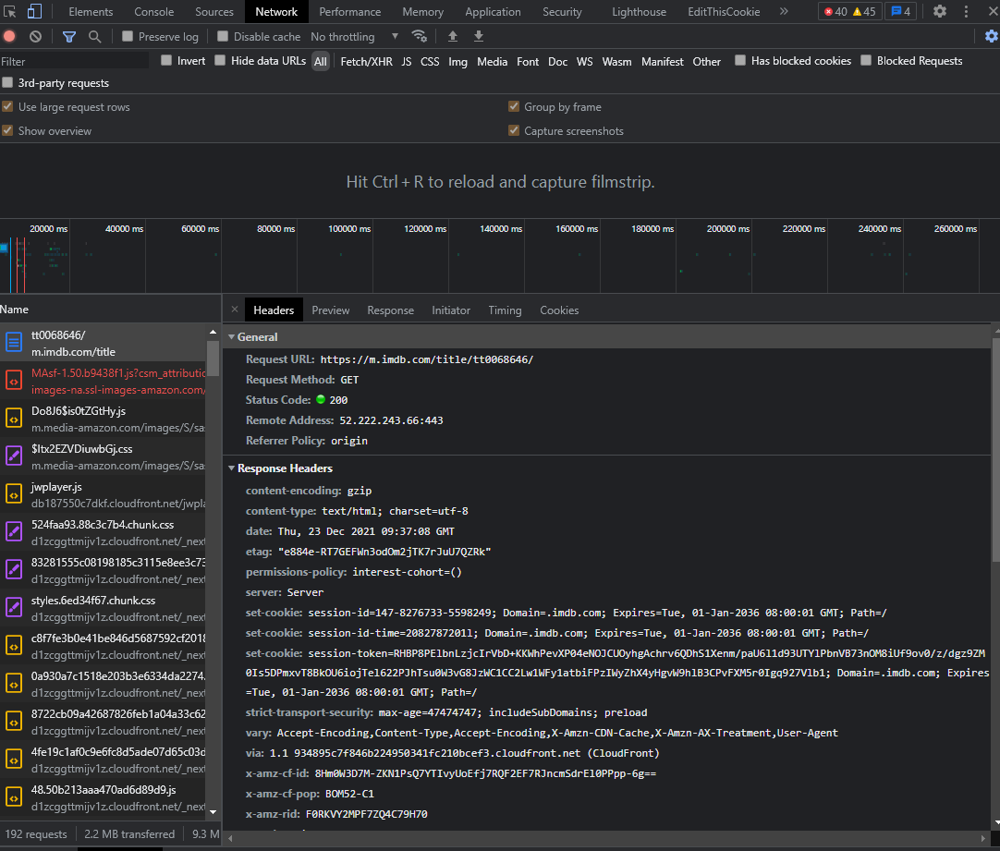 Elements Console Sources Network Performance Memory Application Security Lighthouse EditThisCookie » 40 45 4
Preserve log Disable cache No throttling
Filter Invert Hide data URLs All Fetch/XHR JS CSS Img Media Font Doc WS Wasm Manifest Other Has blocked cookies Blocked Requests
3rd-party requests
Use large request rows Group by frame
Show overview Capture screenshots
Hit Ctrl + R to reload and capture filmstrip.
20000 ms 40000 ms 60000 ms 80000 ms 100000 ms 120000 ms 140000 ms 160000 ms 180000 ms 200000 ms 220000 ms 240000 ms 260000 ms
Name
tt0068646/
m.imdb.com/title
MAsf-1.50.b9438f1.js?csm_attributic
images-na.ssl-images-amazon.com/
Do8J6$is0tZGtHy.js
m.media-amazon.com/images/S/sa
$Itx2EZVDiuwbGj.css
m.media-amazon.com/images/S/sa
jwplayer.js
db187550c7dkf.cloudfront.net/jwpla
524faa93.88c3c7b4.chunk.css
d1zcggttmijv1z.cloudfront.net/_next
83281555c08198185c3115e8ee3c73
d1zcggttmijv1z.cloudfront.net/_next
styles.6ed34f67.chunk.css
d1zcggttmijv1z.cloudfront.net/_next
c8f7fe3b0e41be846d5687592cf2018
d1zcggttmijv1z.cloudfront.net/_next
0a930a7c1518e203b3e6334da2274.
d1zcggttmijv1z.cloudfront.net/_next
8722cb09a42687826feb1a04a33c62
d1zcggttmijv1z.cloudfront.net/_next
4fe19c1af0c9e6fc8d5ade07d65c03d
d1zcggttmijv1z.cloudfront.net/_next
48.50b213aaa470ad6d89d9.js
d1zcggttmijv1z.cloudfront.net/_next
192 requests 2.2 MB transferred 9.3 M
× Headers Preview Response Initiator Timing Cookies
General
Request URL: https://m.imdb.com/title/tt0068646/
Request Method: GET
Status Code: 200
Remote Address: 52.222.243.66:443
Referrer Policy: origin
Response Headers
content-encoding: gzip
content-type: text/html; charset=utf-8
date: Thu, 23 Dec 2021 09:37:08 GMT
etag: "e884e-RT7GEFWn3odOm2jTK7rJuU7QZRk"
permissions-policy: interest-cohort=()
server: Server
set-cookie: session-id=147-8276733-5598249; Domain=.imdb.com; Expires=Tue, 01-Jan-2036 08:00:01 GMT; Path=/
set-cookie: session-id-time=2082787201l; Domain=.imdb.com; Expires=Tue, 01-Jan-2036 08:00:01 GMT; Path=/
set-cookie: session-token=RHBP8PElbnLzjcIrVbD+KKWhPevXP04eNOJCUOyhgAchrv6QDhS1Xenm/paU6l1d93UTYlPbnVB73nOM8iUf9ov0/z/dgz9ZM
0Is5DPmxvT8BkOU6iojTel622PJhTsu0W3vG8JzWC1CC2Lw1WFy1atbiFPzIWyZhX4yHgvW9hlB3CPvFXM5r0Igq927Vlb1; Domain=.imdb.com; Expires
=Tue, 01-Jan-2036 08:00:01 GMT; Path=/
strict-transport-security: max-age=47474747; includeSubDomains; preload
vary: Accept-Encoding,Content-Type,Accept-Encoding,X-Amzn-CDN-Cache,X-Amzn-AX-Treatment,User-Agent
via: 1.1 934895c7f846b224950341fc210bcef3.cloudfront.net (CloudFront)
x-amz-cf-id: 8Hm0W3D7M-ZKN1PsQ7YTIvyUoEfj7RQF2EF7RJncmSdrEl0PPpp-6g==
x-amz-cf-pop: BOM52-C1
x-amz-rid: F0RKVY2MPF7ZQ4C79H70